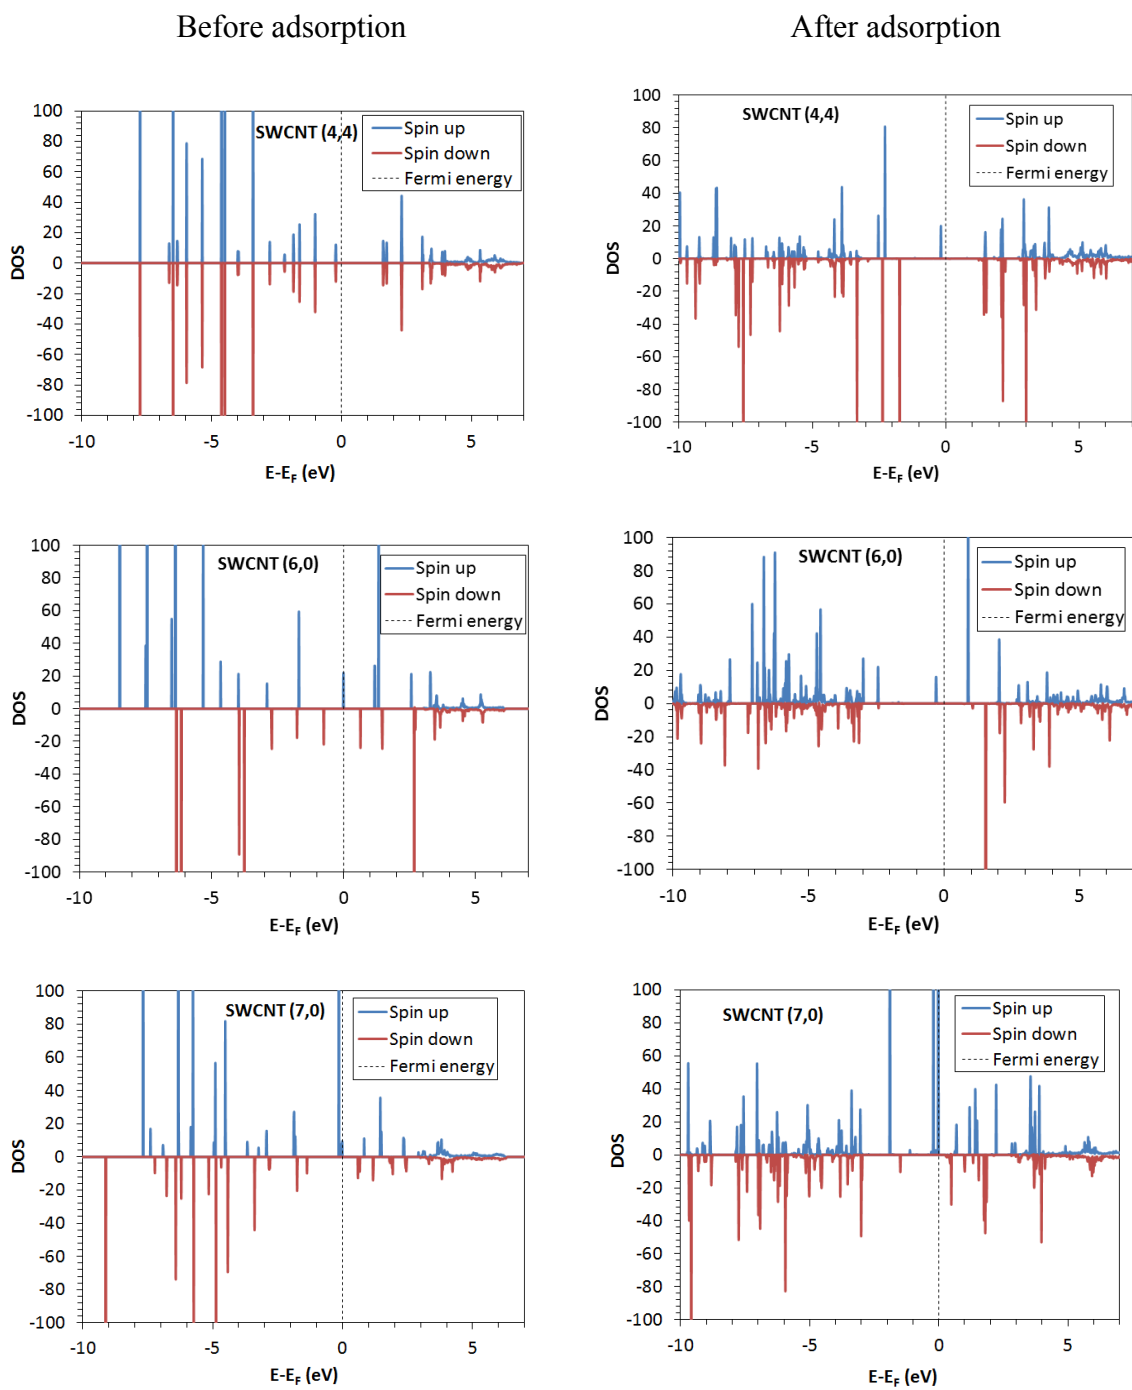 Before adsorption
After adsorption
SWCNT (4,4)
Spin up
Spin down
Fermi energy
DOS
100
80
60
40
20
0
-20
-40
-60
-80
-100
-10
-5
0
5
E-EF (eV)
SWCNT (4,4)
Spin up
Spin down
Fermi energy
DOS
100
80
60
40
20
0
-20
-40
-60
-80
-100
-10
-5
0
5
E-EF (eV)
SWCNT (6,0)
Spin up
Spin down
Fermi energy
DOS
100
80
60
40
20
0
-20
-40
-60
-80
-100
-10
-5
0
5
E-EF (eV)
SWCNT (6,0)
Spin up
Spin down
Fermi energy
DOS
100
80
60
40
20
0
-20
-40
-60
-80
-100
-10
-5
0
5
E-EF (eV)
SWCNT (7,0)
Spin up
Spin down
Fermi energy
DOS
100
80
60
40
20
0
-20
-40
-60
-80
-100
-10
-5
0
5
E-EF (eV)
SWCNT (7,0)
Spin up
Spin down
Fermi energy
DOS
100
80
60
40
20
0
-20
-40
-60
-80
-100
-10
-5
0
5
E-EF (eV)